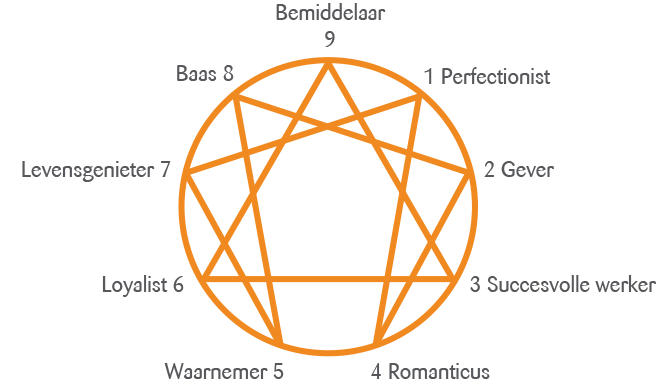 Bemiddelaar
9
Baas 8
1 Perfectionist
Levensgenieter 7
2 Gever
Loyalist 6
3 Succesvolle werker
Waarnemer 5
4 Romanticus